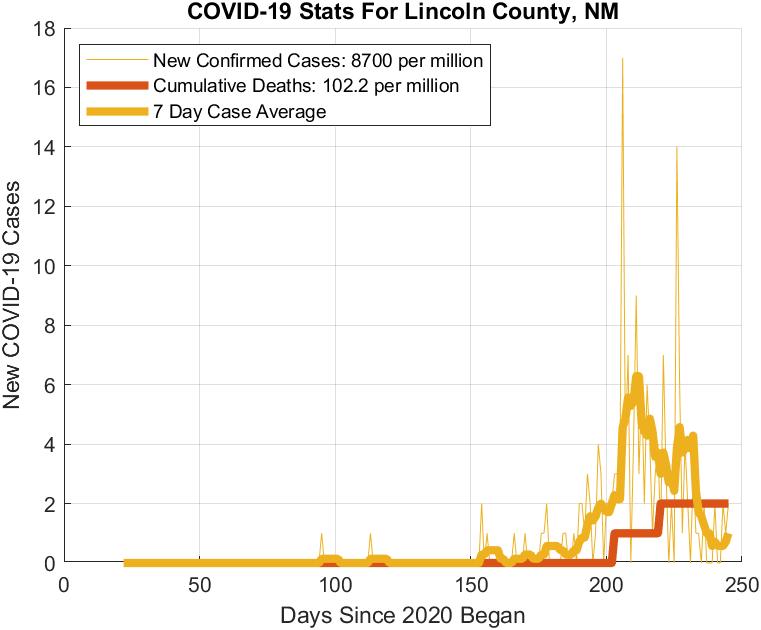 COVID-19 Stats For Lincoln County, NM
New Confirmed Cases: 8700 per million
Cumulative Deaths: 102.2 per million
7 Day Case Average
New COVID-19 Cases
18
16
14
12
10
8
6
4
2
0
0 50 100 150 200 250
Days Since 2020 Began